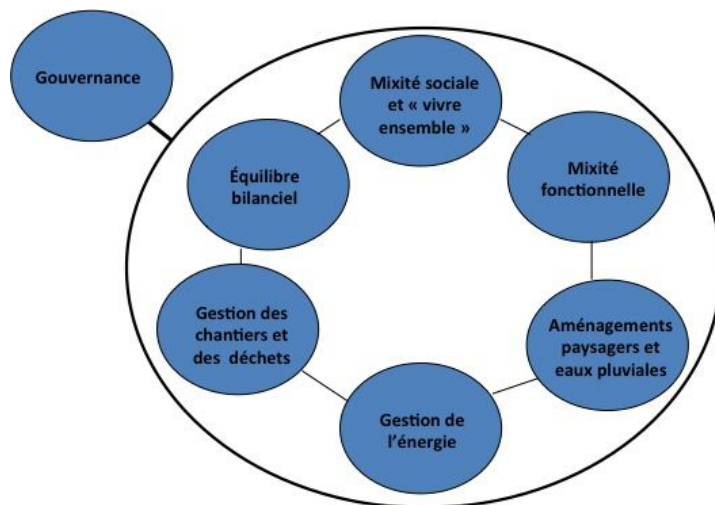 Gouvernance
Mixité sociale
et « vivre
ensemble »
Mixité
fonctionnelle
Équilibre
bilanciel
Gestion des
chantiers et
des déchets
Aménagements
paysagers et
eaux pluviales
Gestion de
l'énergie